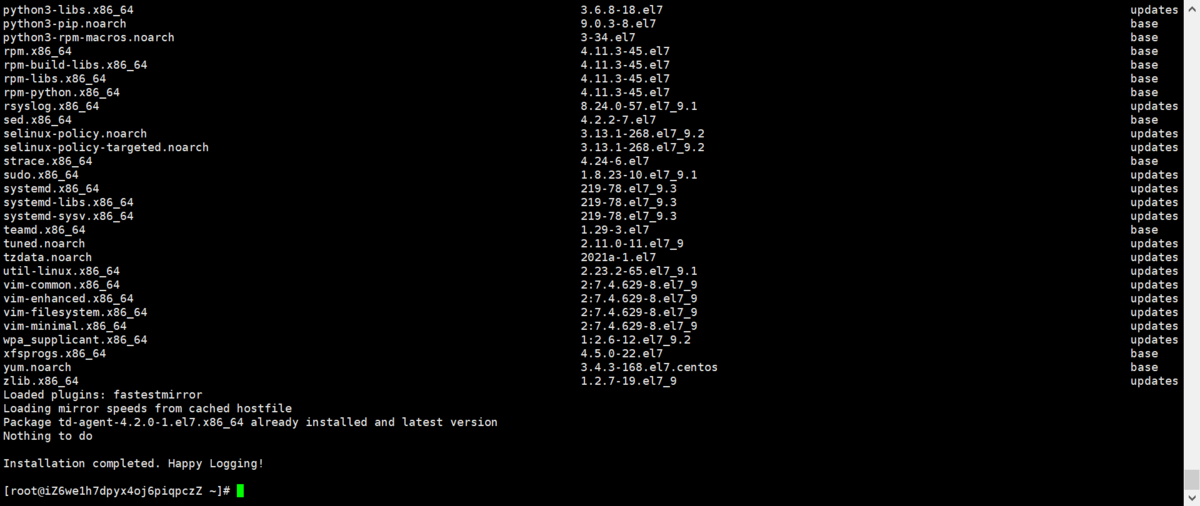 python3-libs.x86_64 3.6.8-18.el7 updates
python3-pip.noarch 9.0.3-8.el7 base
python3-rpm-macros.noarch 3-34.el7 base
rpm.x86_64 4.11.3-45.el7 base
rpm-build-libs.x86_64 4.11.3-45.el7 base
rpm-libs.x86_64 4.11.3-45.el7 base
rpm-python.x86_64 4.11.3-45.el7 base
rsyslog.x86_64 8.24.0-57.el7_9.1 updates
sed.x86_64 4.2.2-7.el7 base
selinux-policy.noarch 3.13.1-268.el7_9.2 updates
selinux-policy-targeted.noarch 3.13.1-268.el7_9.2 updates
strace.x86_64 4.24-6.el7 base
sudo.x86_64 1.8.23-10.el7_9.1 updates
systemd.x86_64 219-78.el7_9.3 updates
systemd-libs.x86_64 219-78.el7_9.3 updates
systemd-sysv.x86_64 219-78.el7_9.3 updates
teamd.x86_64 1.29-3.el7 base
tuned.noarch 2.11.0-11.el7_9 updates
tzdata.noarch 2021a-1.el7 updates
util-linux.x86_64 2.23.2-65.el7_9.1 updates
vim-common.x86_64 2:7.4.629-8.el7_9 updates
vim-enhanced.x86_64 2:7.4.629-8.el7_9 updates
vim-filesystem.x86_64 2:7.4.629-8.el7_9 updates
vim-minimal.x86_64 2:7.4.629-8.el7_9 updates
wpa_supplicant.x86_64 1:2.6-12.el7_9.2 updates
xfsprogs.x86_64 4.5.0-22.el7 base
yum.noarch 3.4.3-168.el7.centos base
zlib.x86_64 1.2.7-19.el7_9 updates
Loaded plugins: fastestmirror
Loading mirror speeds from cached hostfile
Package td-agent-4.2.0-1.el7.x86_64 already installed and latest version
Nothing to do
Installation completed. Happy Logging!
[root@iZ6we1h7dpyx4oj6piqpczZ ~]#